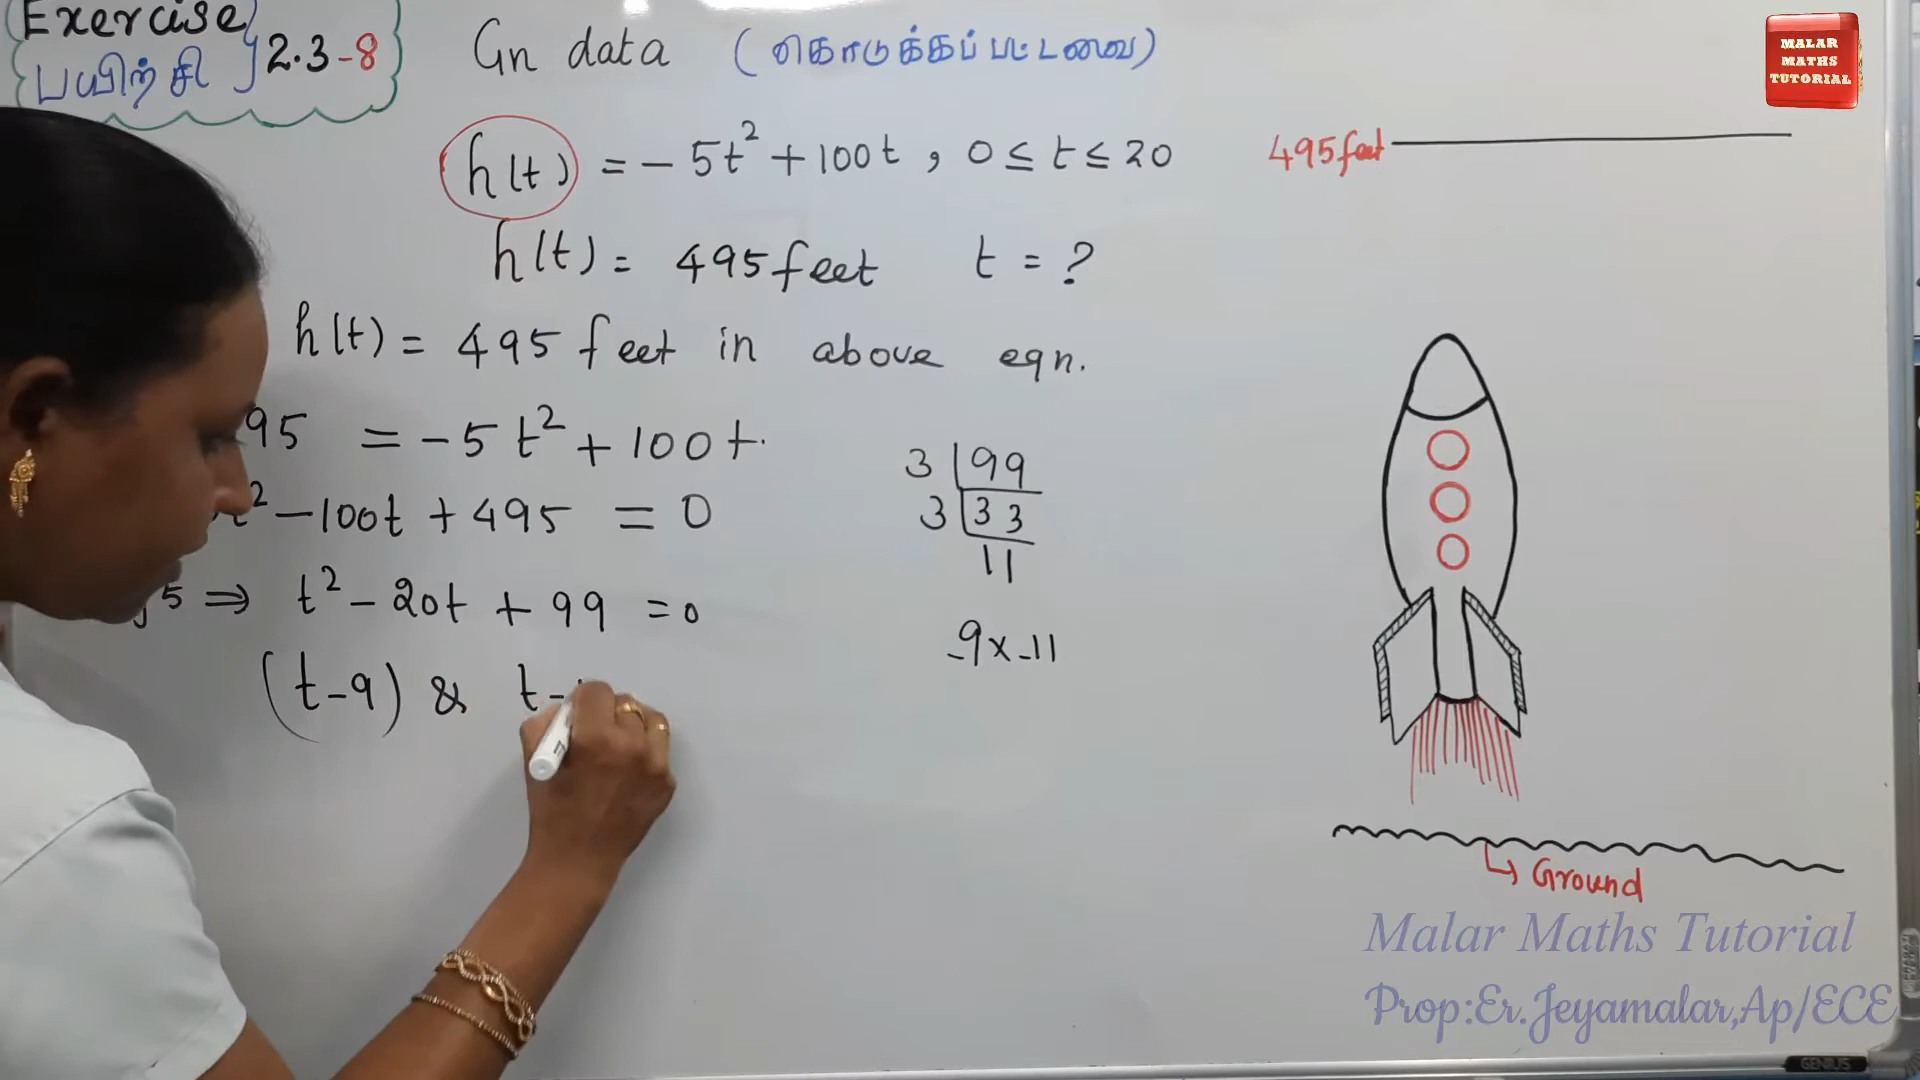 Exercise
பயிற்சி } 2.3-8
Gn data (கொடுக்கப்பட்டவை)
MALAR
MATHS
TUTORIAL
h(t) = -5t² + 100t, 0 ≤ t ≤ 20
495 feet
h(t) = 495 feet t = ?
h(t) = 495 feet in above eqn.
95 = -5t² + 100t.
t² - 100t + 495 = 0
5 ⇒ t² - 20t + 99 = 0
(t-9) & t-
3 |99
3 |33
11
-9 x -11
↳ Ground
Malar Maths Tutorial
Prop:Er.Jeyamalar,Ap/ECE
GENIUS